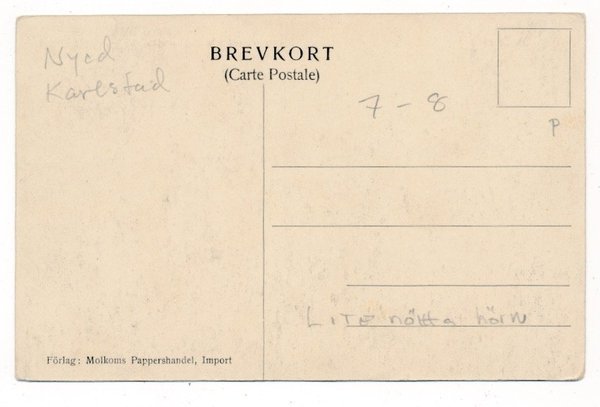 Nyed
Karlstad
BREVKORT
(Carte Postale)
7 - 8
P
LITE nötta hörn
Förlag: Molkoms Pappershandel, Import